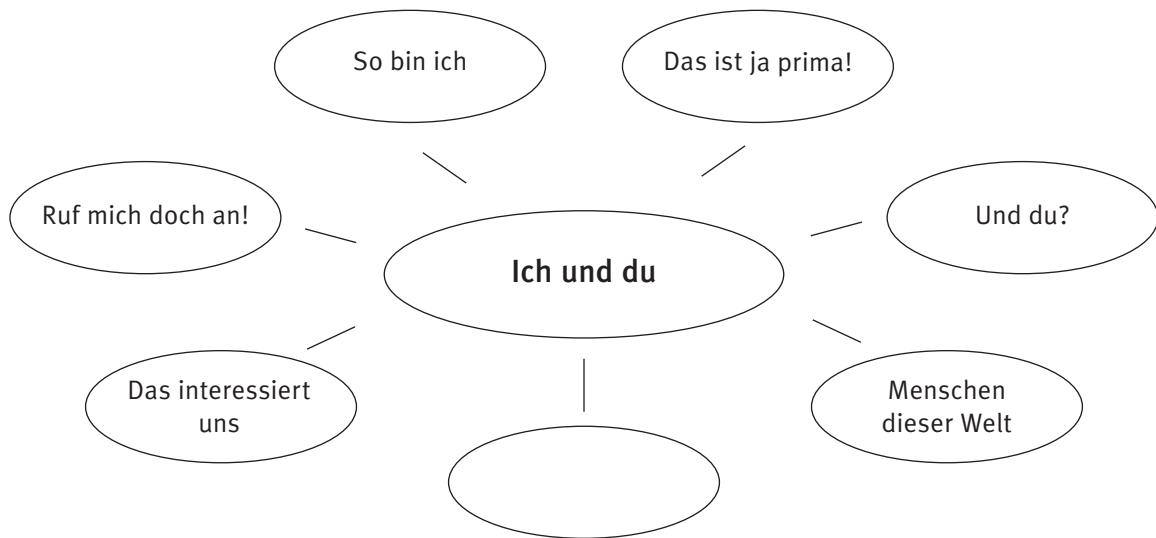 So bin ich
Das ist ja prima!
Ruf mich doch an!
Und du?
Ich und du
Das interessiert
uns
Menschen
dieser Welt